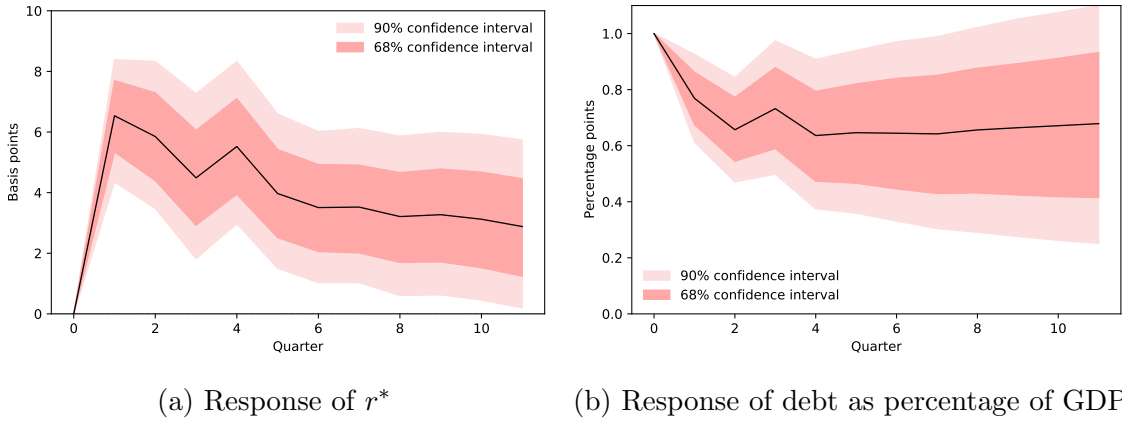 10
8
6
4
2
0
Basis points
90% confidence interval
68% confidence interval
0 2 4 6 8 10
Quarter
(a) Response of r*
1.0
0.8
0.6
0.4
0.2
0.0
Percentage points
90% confidence interval
68% confidence interval
0 2 4 6 8 10
Quarter
(b) Response of debt as percentage of GDP